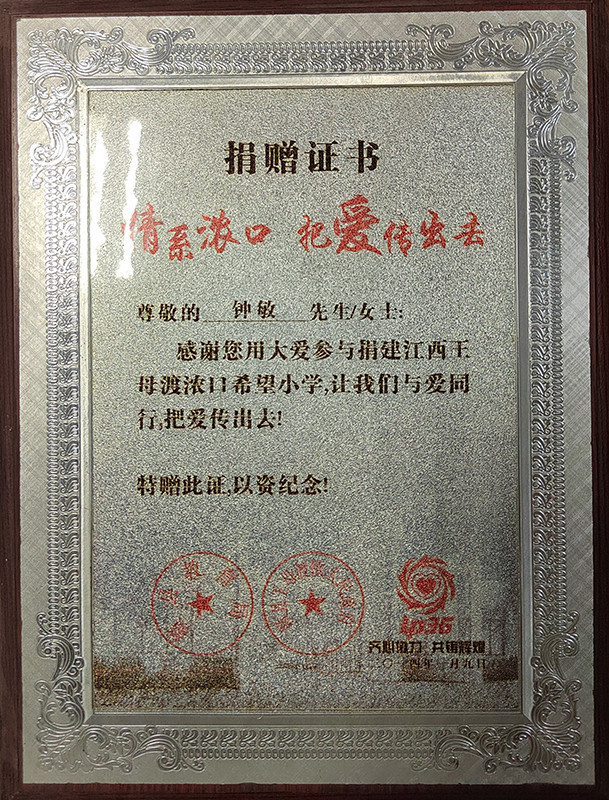 捐赠证书
情系浓口 把爱传出去
尊敬的 钟敏 先生/女士:
感谢您用大爱参与捐建江西王
母渡浓口希望小学,让我们与爱同
行,把爱传出去!
特赠此证,以资纪念!
齐心协力 共铸辉煌